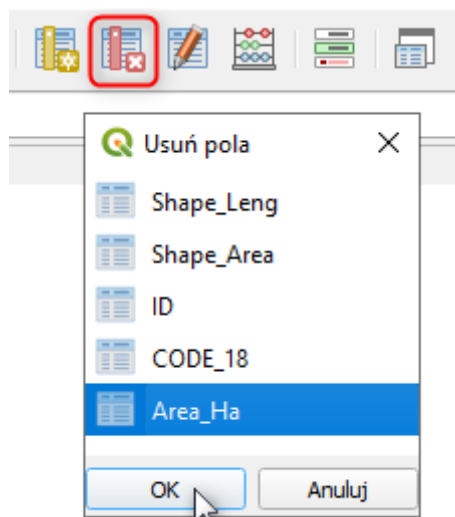 Usuń pola
Shape_Leng
Shape_Area
ID
CODE_18
Area_Ha
OK Anuluj